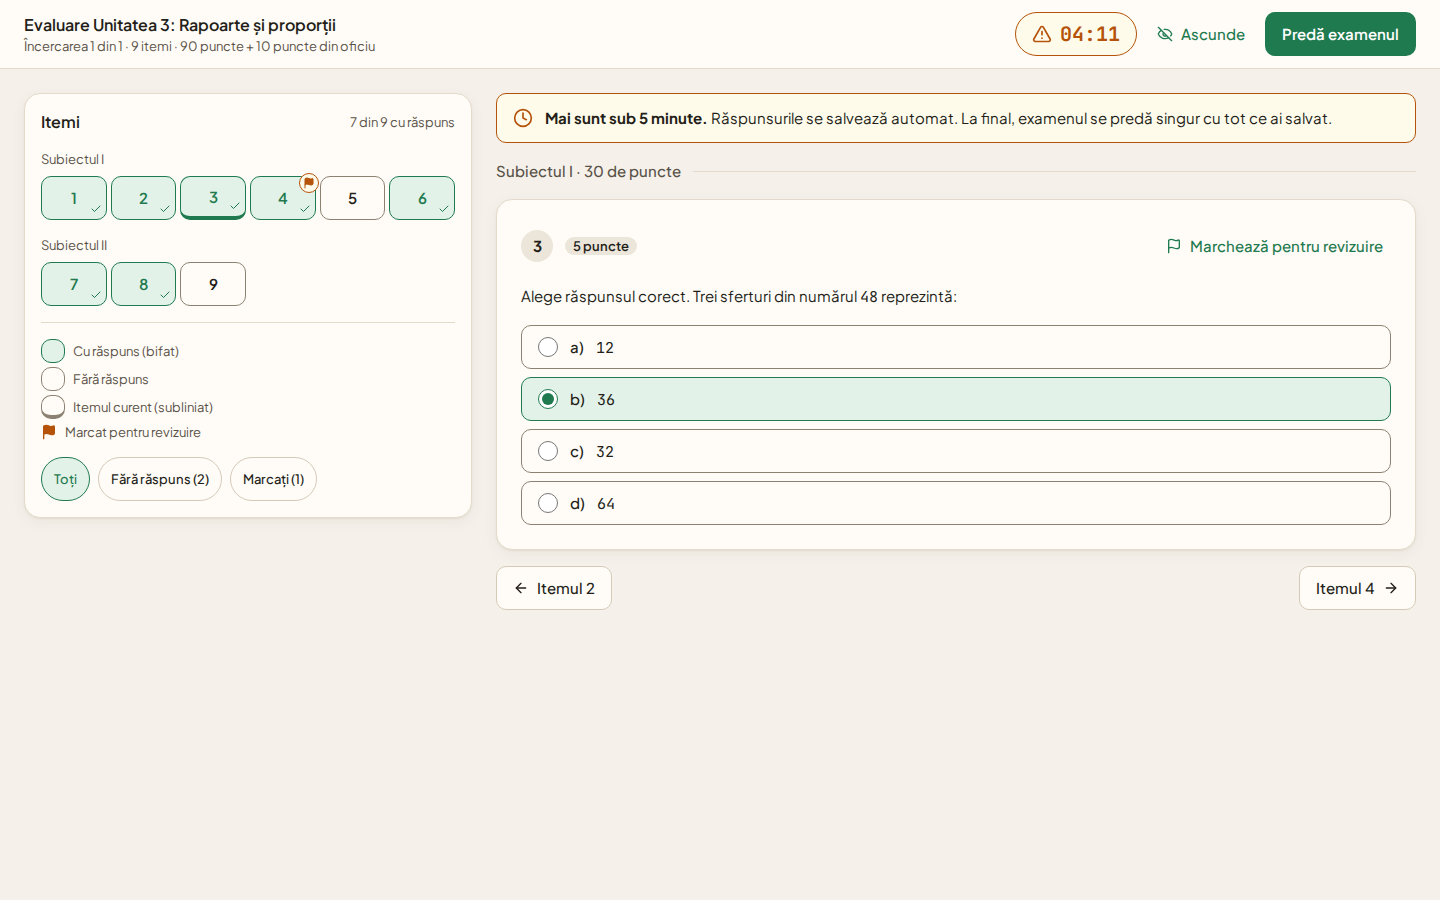 Evaluare Unitatea 3: Rapoarte și proporții
Încercarea 1 din 1 · 9 itemi · 90 puncte + 10 puncte din oficiu
04:11
Ascunde
Predă examenul
Itemi
7 din 9 cu răspuns
Subiectul I
1
2
3
4
5
6
Subiectul II
7
8
9
Cu răspuns (bifat)
Fără răspuns
Itemul curent (subliniat)
Marcat pentru revizuire
Toți
Fără răspuns (2)
Marcați (1)
Mai sunt sub 5 minute. Răspunsurile se salvează automat. La final, examenul se predă singur cu tot ce ai salvat.
Subiectul I · 30 de puncte
3
5 puncte
Marchează pentru revizuire
Alege răspunsul corect. Trei sferturi din numărul 48 reprezintă:
a) 12
b) 36
c) 32
d) 64
Itemul 2
Itemul 4